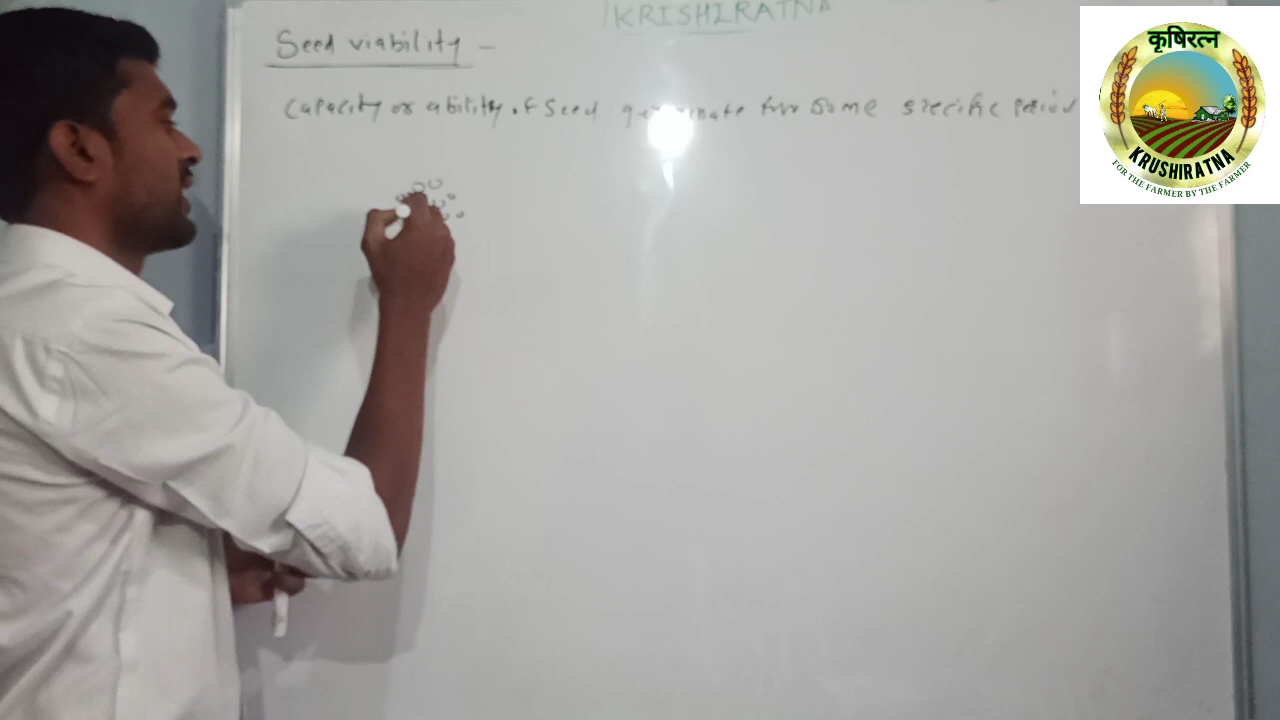 KRISHIRATNA
Seed viability -
Capacity or ability of Seed germinate for some specific Period
कृषिरत्न
KRUSHIRATNA
FOR THE FARMER BY THE FARMER